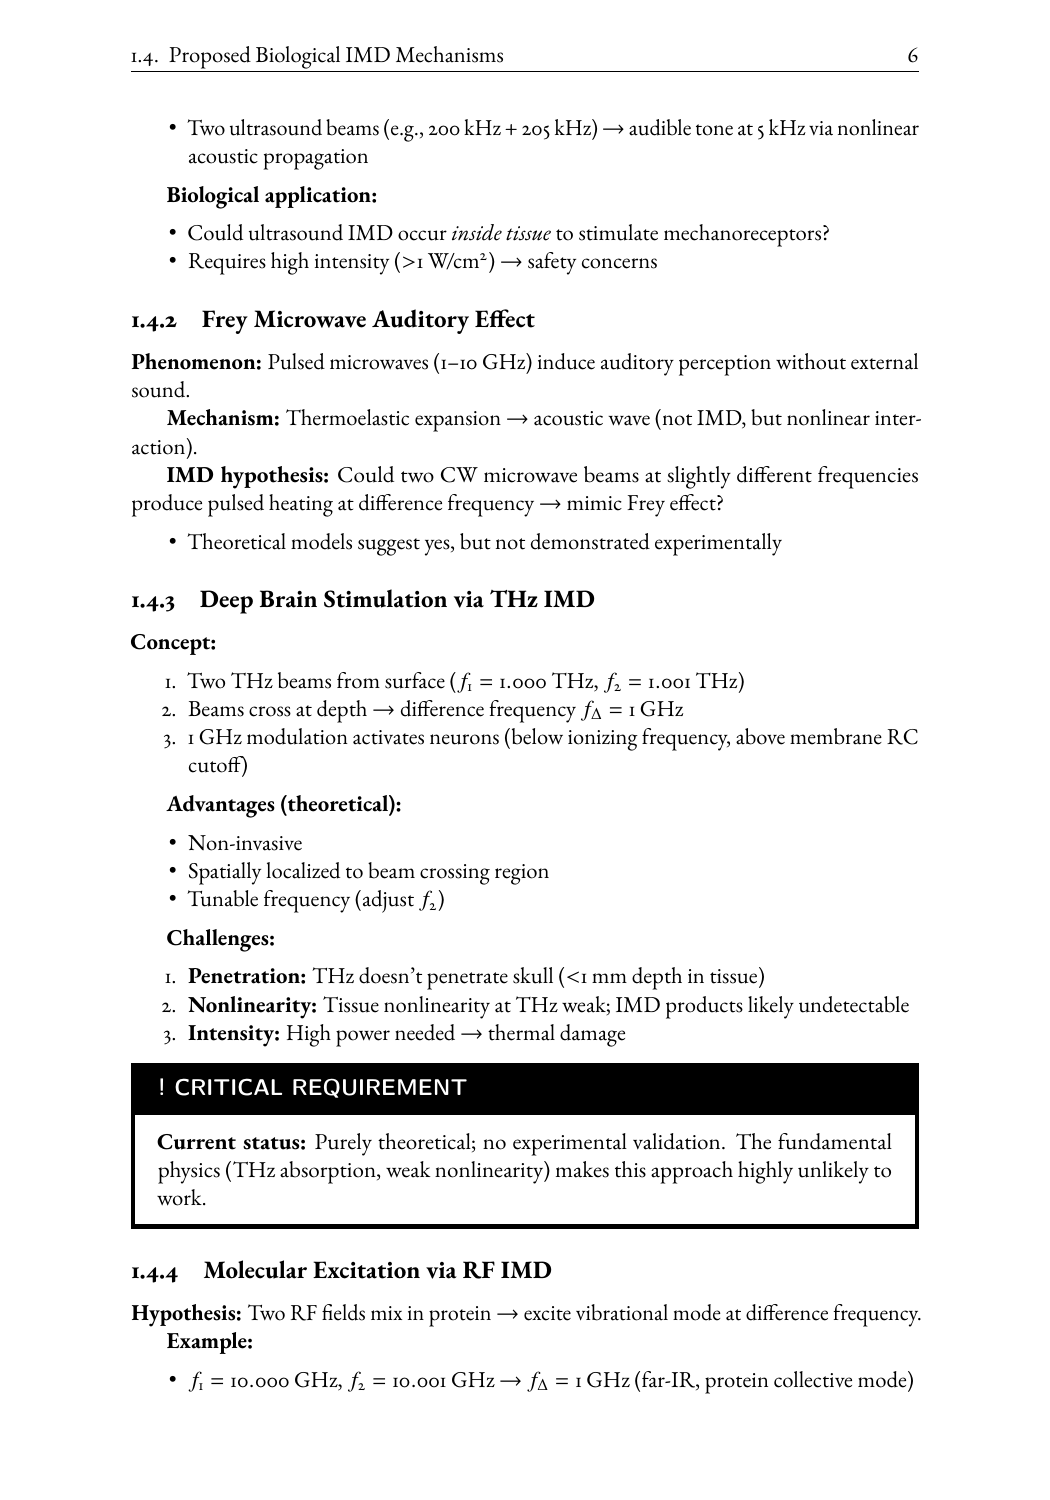 1.4. Proposed Biological IMD Mechanisms 6
• Two ultrasound beams (e.g., 200 kHz + 205 kHz) → audible tone at 5 kHz via nonlinear
acoustic propagation
Biological application:
• Could ultrasound IMD occur inside tissue to stimulate mechanoreceptors?
• Requires high intensity (>1 W/cm²) → safety concerns
1.4.2 Frey Microwave Auditory Effect
Phenomenon: Pulsed microwaves (1–10 GHz) induce auditory perception without external
sound.
Mechanism: Thermoelastic expansion → acoustic wave (not IMD, but nonlinear inter-
action).
IMD hypothesis: Could two CW microwave beams at slightly different frequencies
produce pulsed heating at difference frequency → mimic Frey effect?
• Theoretical models suggest yes, but not demonstrated experimentally
1.4.3 Deep Brain Stimulation via THz IMD
Concept:
1. Two THz beams from surface (f₁ = 1.000 THz, f₂ = 1.001 THz)
2. Beams cross at depth → difference frequency f_Δ = 1 GHz
3. 1 GHz modulation activates neurons (below ionizing frequency, above membrane RC
cutoff)
Advantages (theoretical):
• Non-invasive
• Spatially localized to beam crossing region
• Tunable frequency (adjust f₂)
Challenges:
1. Penetration: THz doesn’t penetrate skull (<1 mm depth in tissue)
2. Nonlinearity: Tissue nonlinearity at THz weak; IMD products likely undetectable
3. Intensity: High power needed → thermal damage
! CRITICAL REQUIREMENT
Current status: Purely theoretical; no experimental validation. The fundamental
physics (THz absorption, weak nonlinearity) makes this approach highly unlikely to
work.
1.4.4 Molecular Excitation via RF IMD
Hypothesis: Two RF fields mix in protein → excite vibrational mode at difference frequency.
Example:
• f₁ = 10.000 GHz, f₂ = 10.001 GHz → f_Δ = 1 GHz (far-IR, protein collective mode)